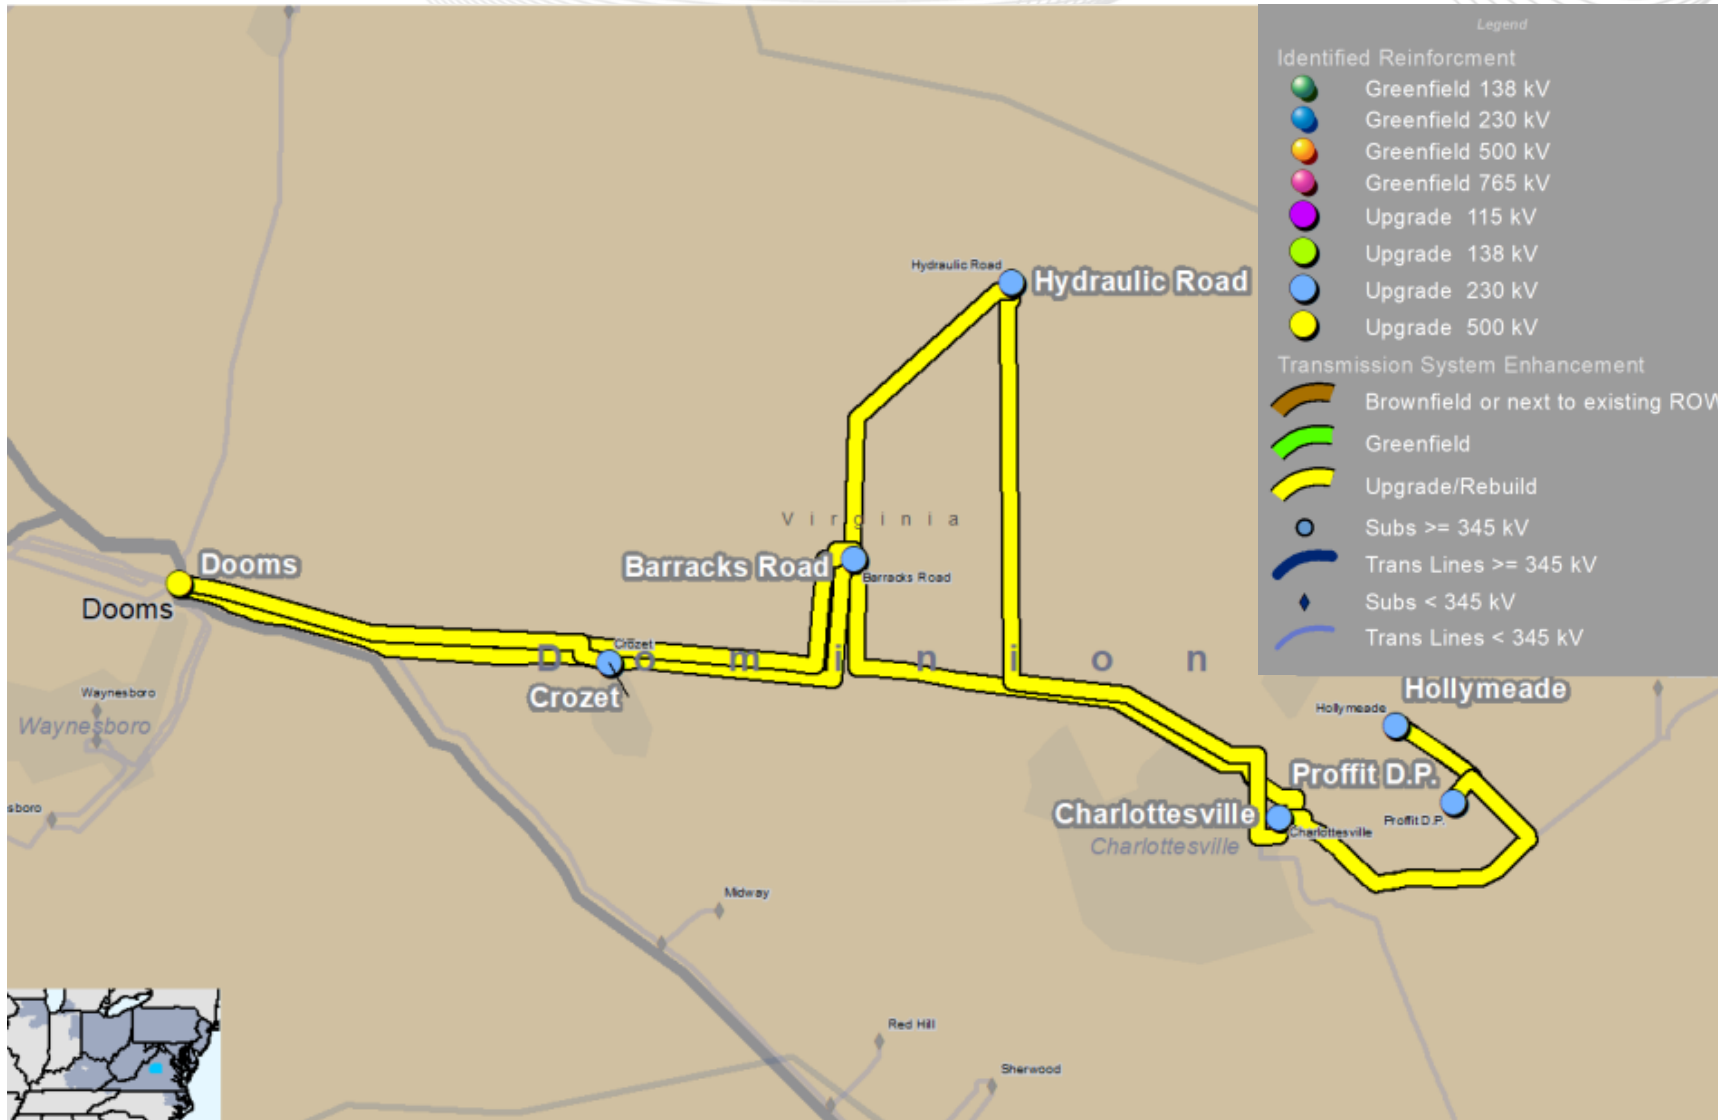 Legend
Identified Reinforcment
Greenfield 138 kV
Greenfield 230 kV
Greenfield 500 kV
Greenfield 765 kV
Upgrade 115 kV
Upgrade 138 kV
Upgrade 230 kV
Upgrade 500 kV
Transmission System Enhancement
Brownfield or next to existing ROW
Greenfield
Upgrade/Rebuild
Subs >= 345 kV
Trans Lines >= 345 kV
Subs < 345 kV
Trans Lines < 345 kV
Hydraulic Road
Hydraulic Road
Virginia
Dooms
Dooms
Barracks Road
Barracks Road
Crozet
Dominion
Crozet
Waynesboro
Waynesboro
sboro
Hollymeade
Hollymeade
Proffit D.P.
Proffit D.P.
Charlottesville
Charlottesville
Charlottesville
Midway
Red Hill
Sherwood